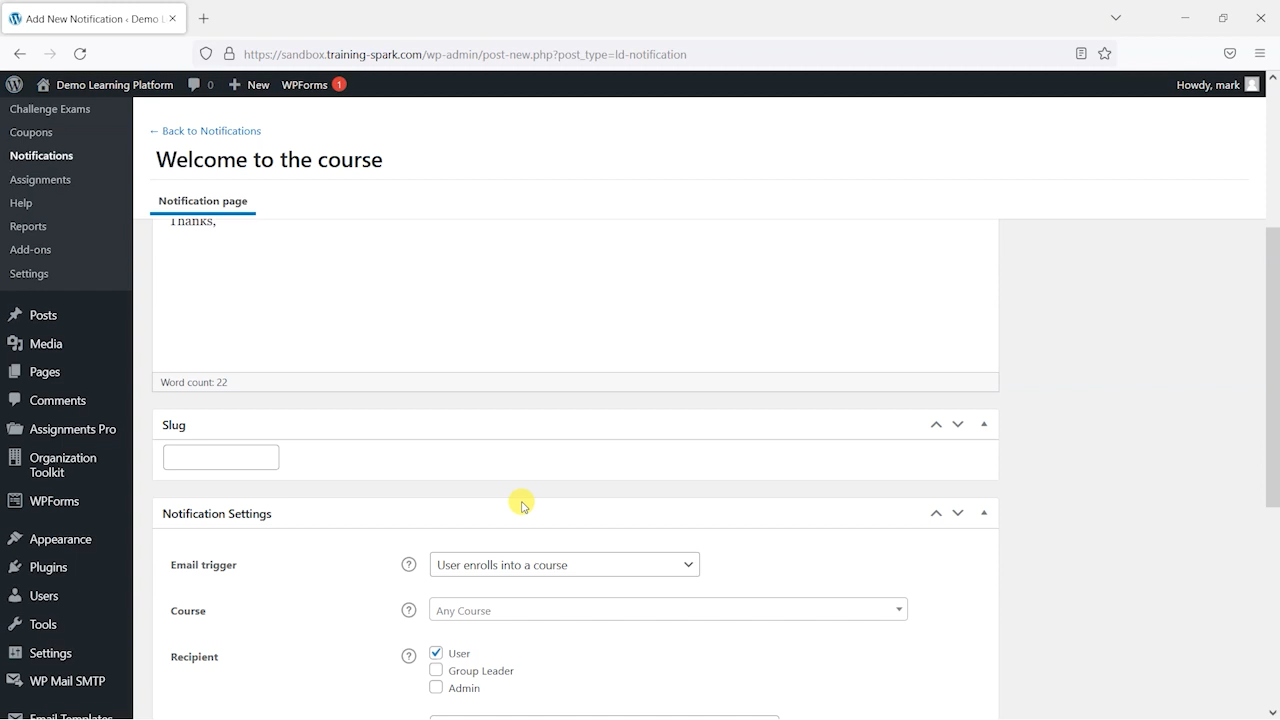 Add New Notification ‹ Demo L
https://sandbox.training-spark.com/wp-admin/post-new.php?post_type=ld-notification
Demo Learning Platform 0 New WPForms 1 Howdy, mark
Challenge Exams
Coupons
Notifications
Assignments
Help
Reports
Add-ons
Settings
Posts
Media
Pages
Comments
Assignments Pro
Organization
Toolkit
WPForms
Appearance
Plugins
Users
Tools
Settings
WP Mail SMTP
Email Templates
← Back to Notifications
Welcome to the course
Notification page
Thanks,
Word count: 22
Slug
Notification Settings
Email trigger ? User enrolls into a course
Course ? Any Course
Recipient ? User
Group Leader
Admin